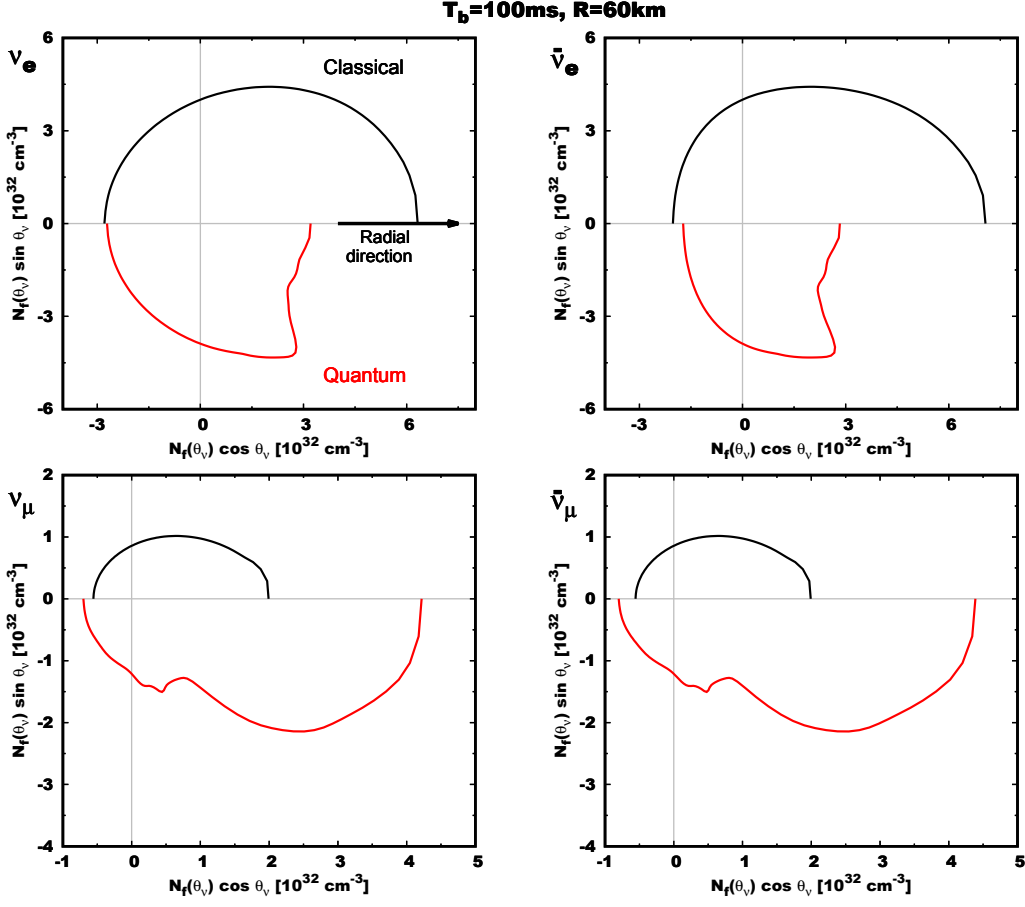 T_b=100ms, R=60km
ν_e
Classical
6
3
0
-3
-6
N_f(θ_ν) sin θ_ν [10^32 cm^-3]
Radial
direction
Quantum
-3 0 3 6
N_f(θ_ν) cos θ_ν [10^32 cm^-3]
ν̄_e
6
3
0
-3
-6
N_f(θ_ν) sin θ_ν [10^32 cm^-3]
-3 0 3 6
N_f(θ_ν) cos θ_ν [10^32 cm^-3]
ν_μ
2
1
0
-1
-2
-3
-4
N_f(θ_ν) sin θ_ν [10^32 cm^-3]
-1 0 1 2 3 4 5
N_f(θ_ν) cos θ_ν [10^32 cm^-3]
ν̄_μ
2
1
0
-1
-2
-3
-4
N_f(θ_ν) sin θ_ν [10^32 cm^-3]
-1 0 1 2 3 4 5
N_f(θ_ν) cos θ_ν [10^32 cm^-3]